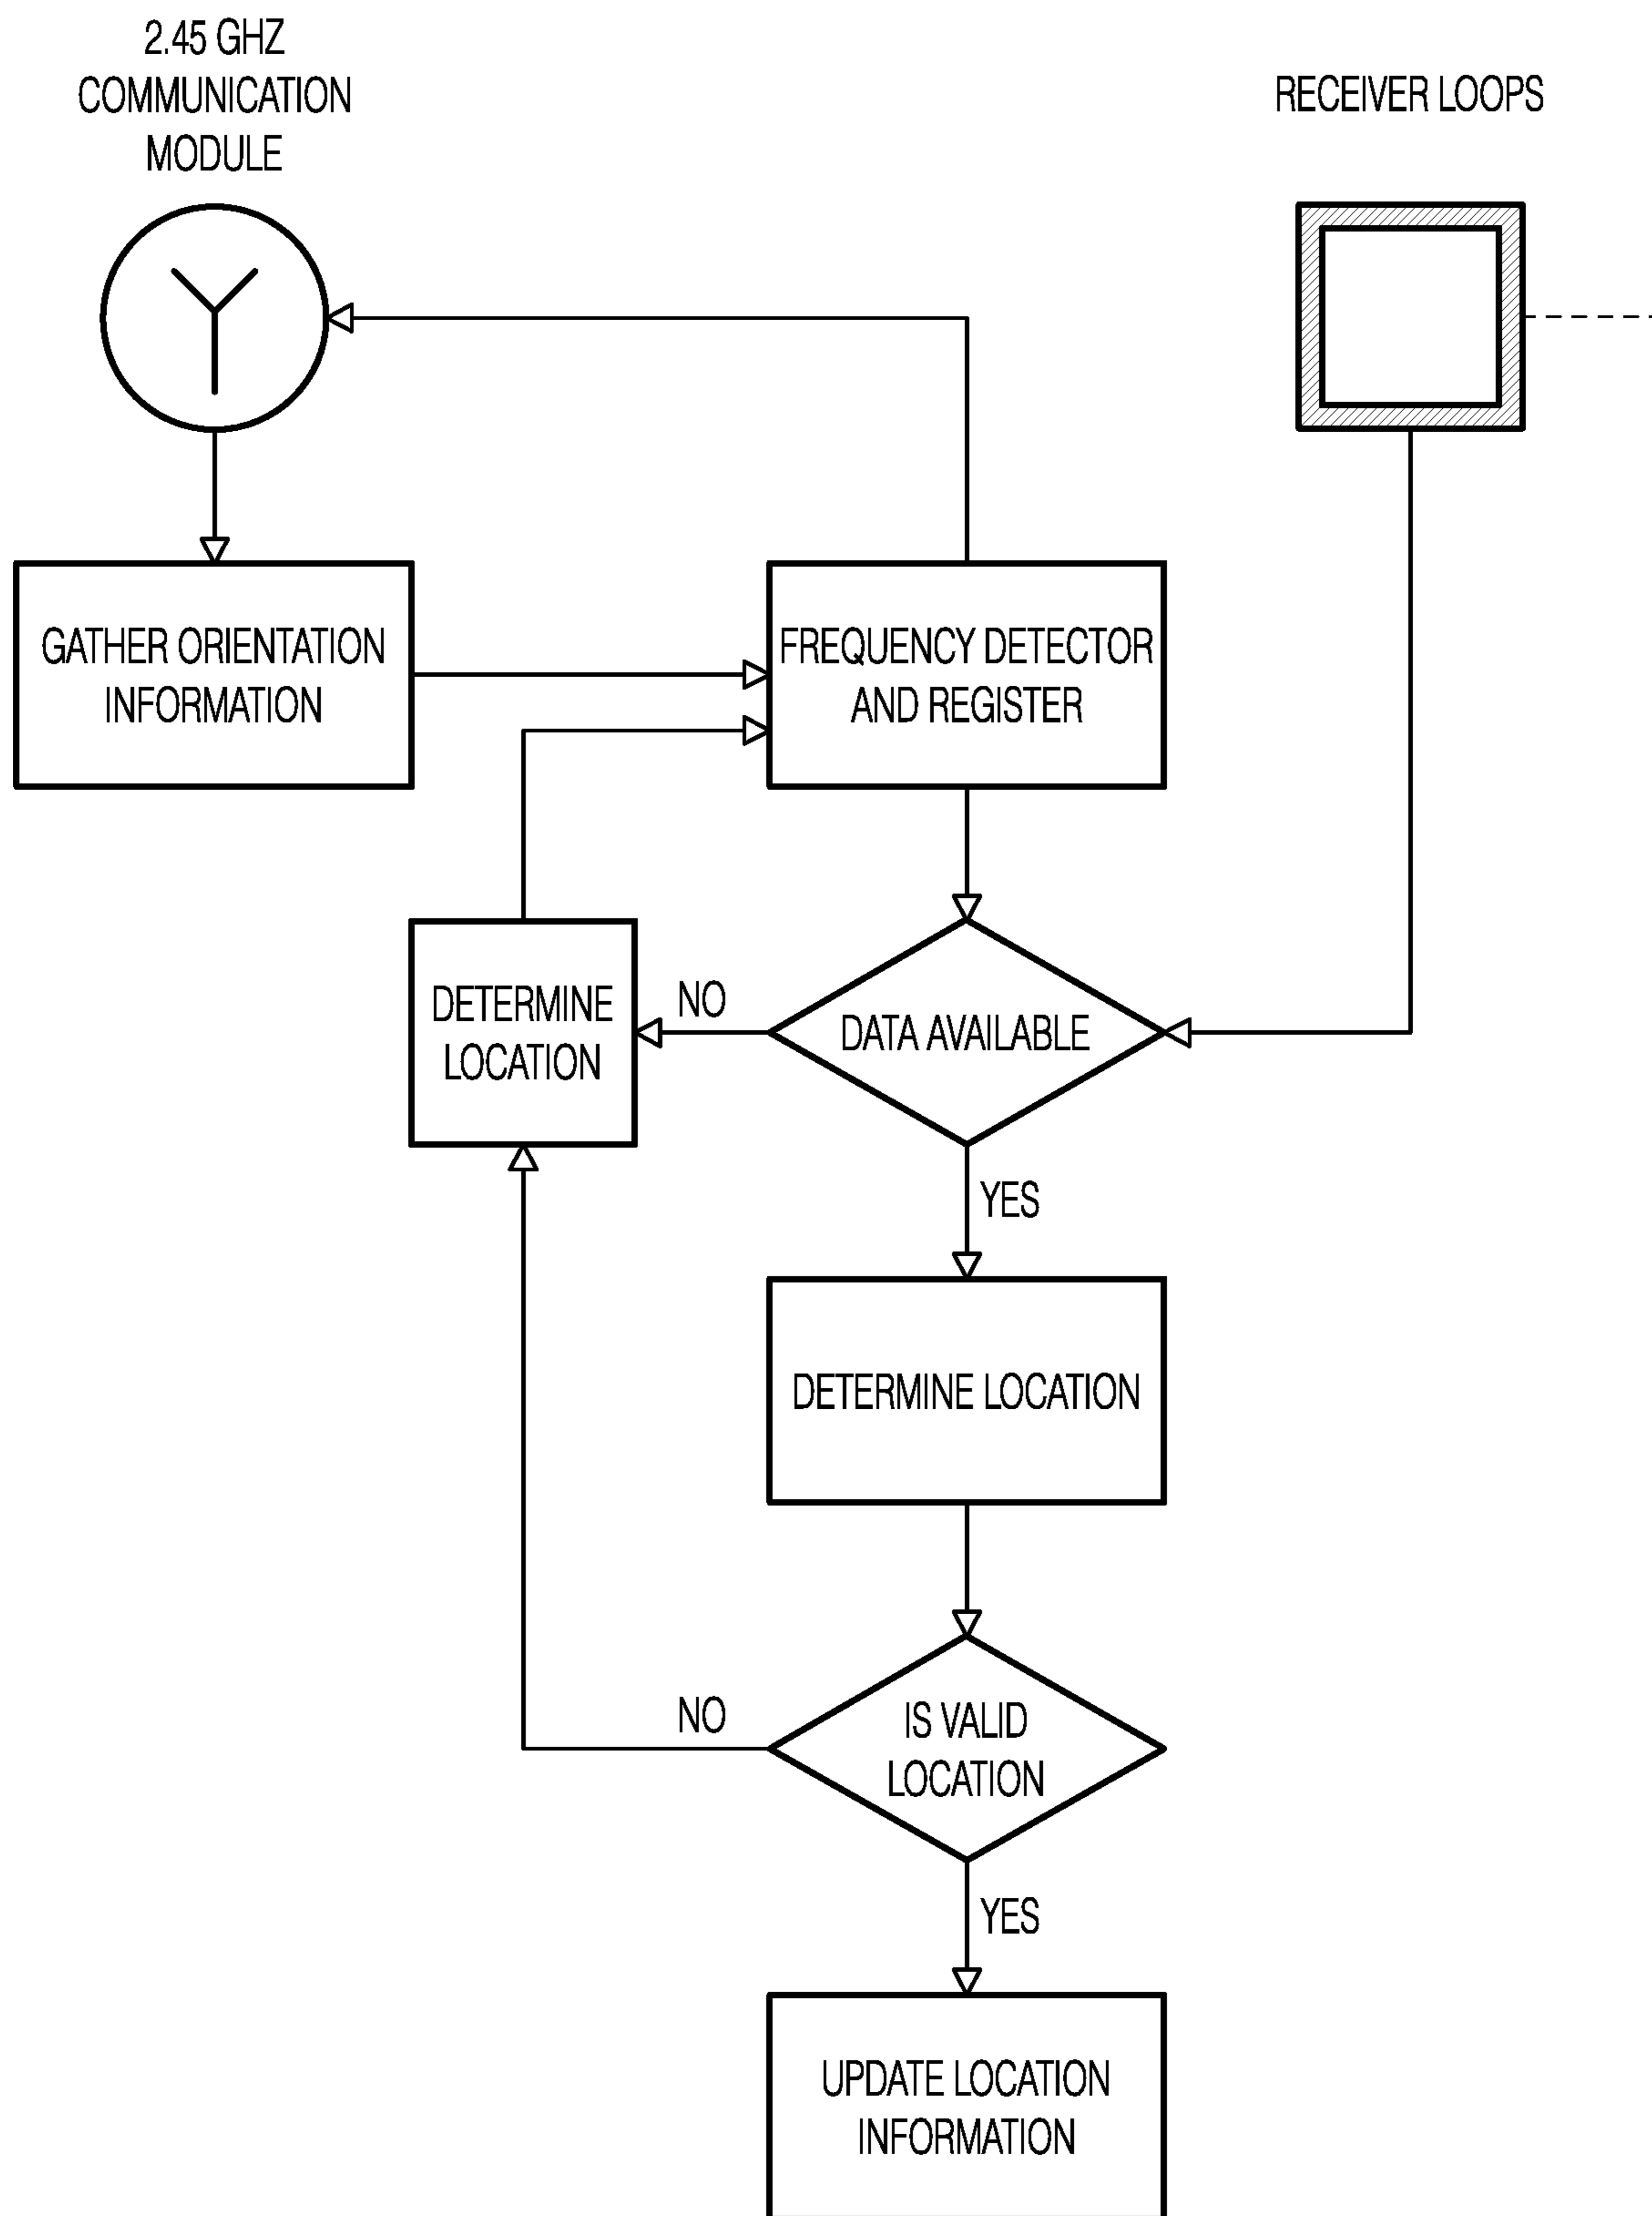 2.45 GHZ
COMMUNICATION
MODULE
RECEIVER LOOPS
GATHER ORIENTATION
INFORMATION
FREQUENCY DETECTOR
AND REGISTER
DETERMINE
LOCATION
NO
DATA AVAILABLE
YES
DETERMINE LOCATION
NO
IS VALID
LOCATION
YES
UPDATE LOCATION
INFORMATION